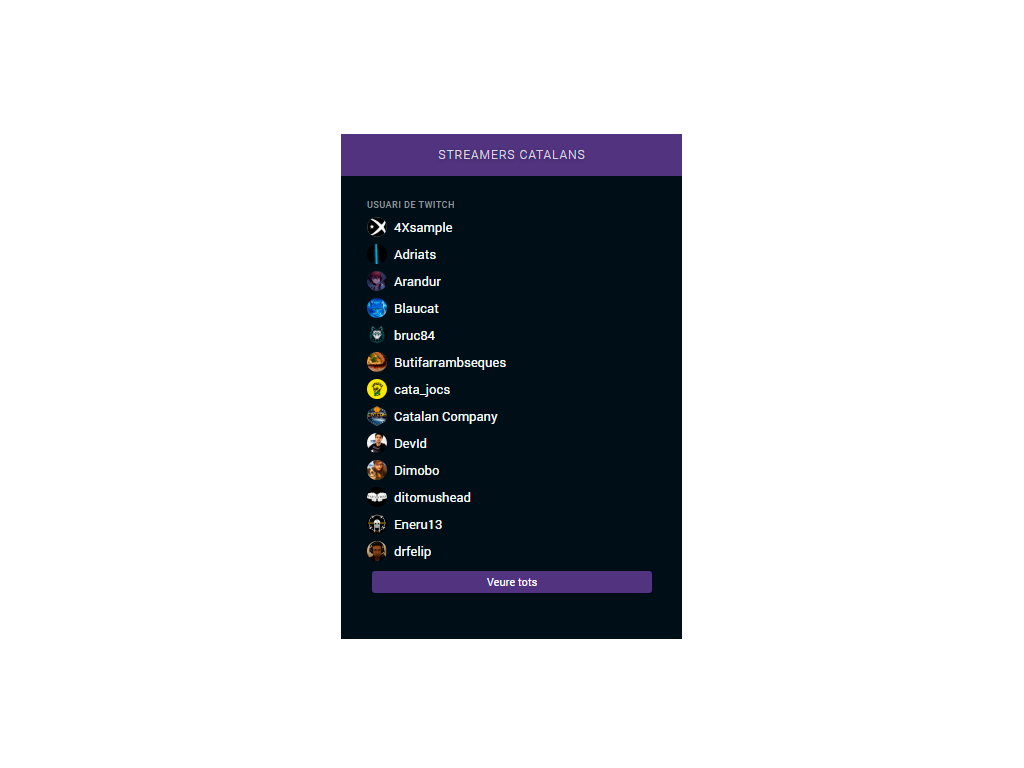 STREAMERS CATALANS
USUARI DE TWITCH
4Xsample
Adriats
Arandur
Blaucat
bruc84
Butifarrambseques
cata_jocs
Catalan Company
DevId
Dimobo
ditomushead
Eneru13
drfelip
Veure tots